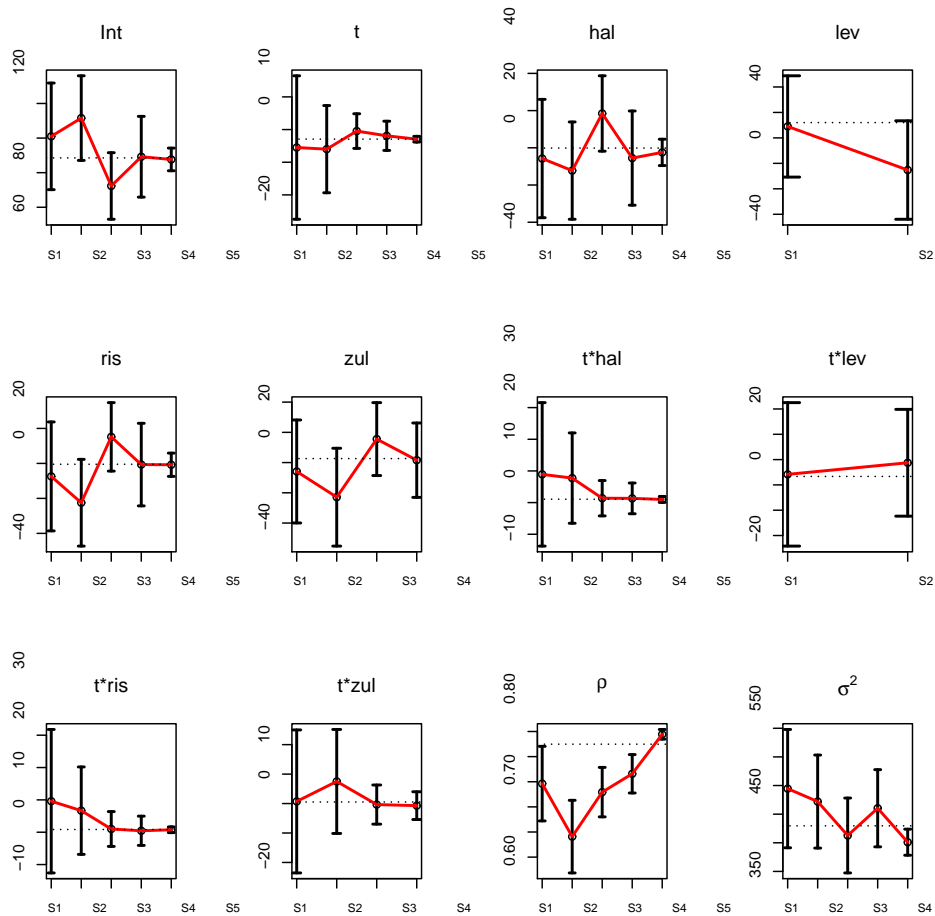 Int
t
hal
lev
60
80
120
S1
S2
S3
S4
S5
−20
0
10
S1
S2
S3
S4
S5
−40
0
20
40
S1
S2
S3
S4
S5
−40
0
20
40
S1
S2
ris
zul
t*hal
t*lev
−40
0
20
S1
S2
S3
S4
S5
−40
0
20
S1
S2
S3
S4
−10
0
10
30
S1
S2
S3
S4
S5
−20
0
20
S1
S2
t*ris
t*zul
ρ
σ²
−10
0
10
20
30
S1
S2
S3
S4
S5
−20
0
10
S1
S2
S3
S4
0.60
0.70
0.80
S1
S2
S3
S4
S5
350
450
550
S1
S2
S3
S4